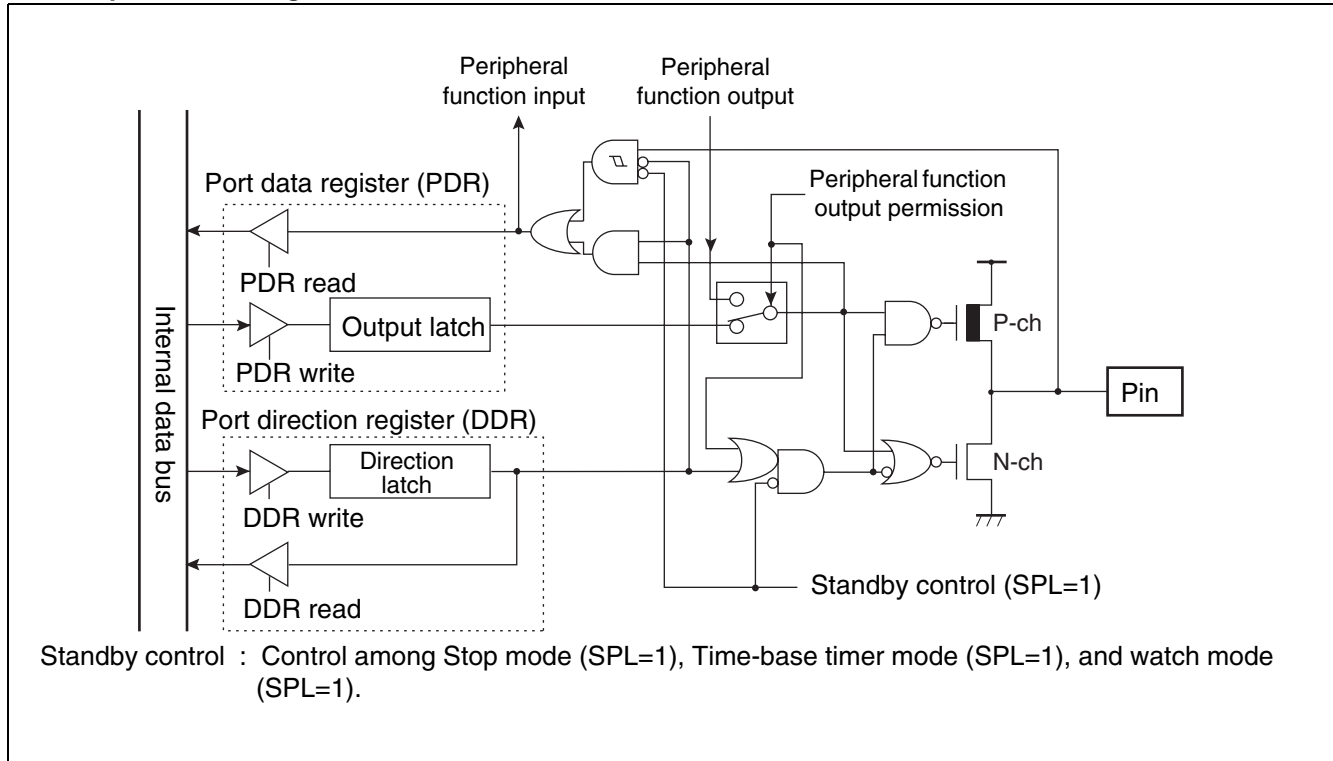 Peripheral
function input
Peripheral
function output
Port data register (PDR)
Peripheral function
output permission
PDR read
Output latch
PDR write
P-ch
Pin
Internal data bus
Port direction register (DDR)
Direction
latch
N-ch
DDR write
Standby control (SPL=1)
DDR read
Standby control : Control among Stop mode (SPL=1), Time-base timer mode (SPL=1), and watch mode
(SPL=1).